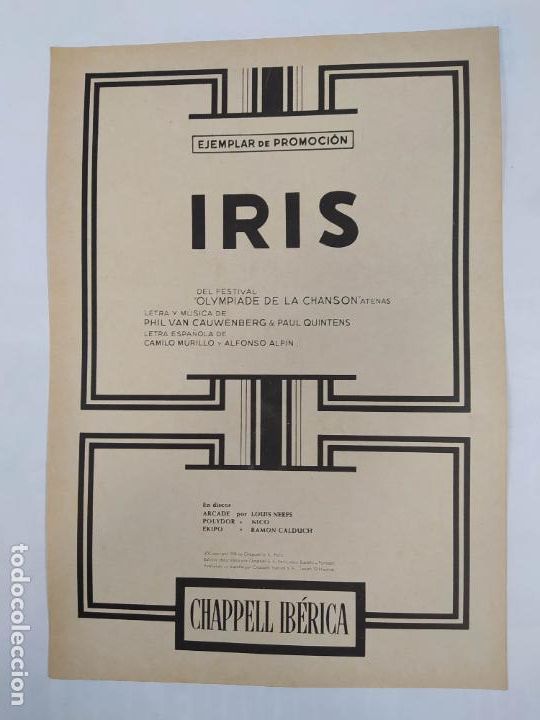 EJEMPLAR DE PROMOCIÓN
IRIS
DEL FESTIVAL
"OLYMPIADE DE LA CHANSON" ATENAS
LETRA Y MÚSICA DE
PHIL VAN CAUWENBERG & PAUL QUINTENS
LETRA ESPAÑOLA DE
CAMILO MURILLO Y ALFONSO ALPIN
En discos
ARCADE por LOUIS NEEFS
POLYDOR » NICO
EKIPO » RAMON CALDUCH
CHAPPELL IBÉRICA
todocoleccion.net